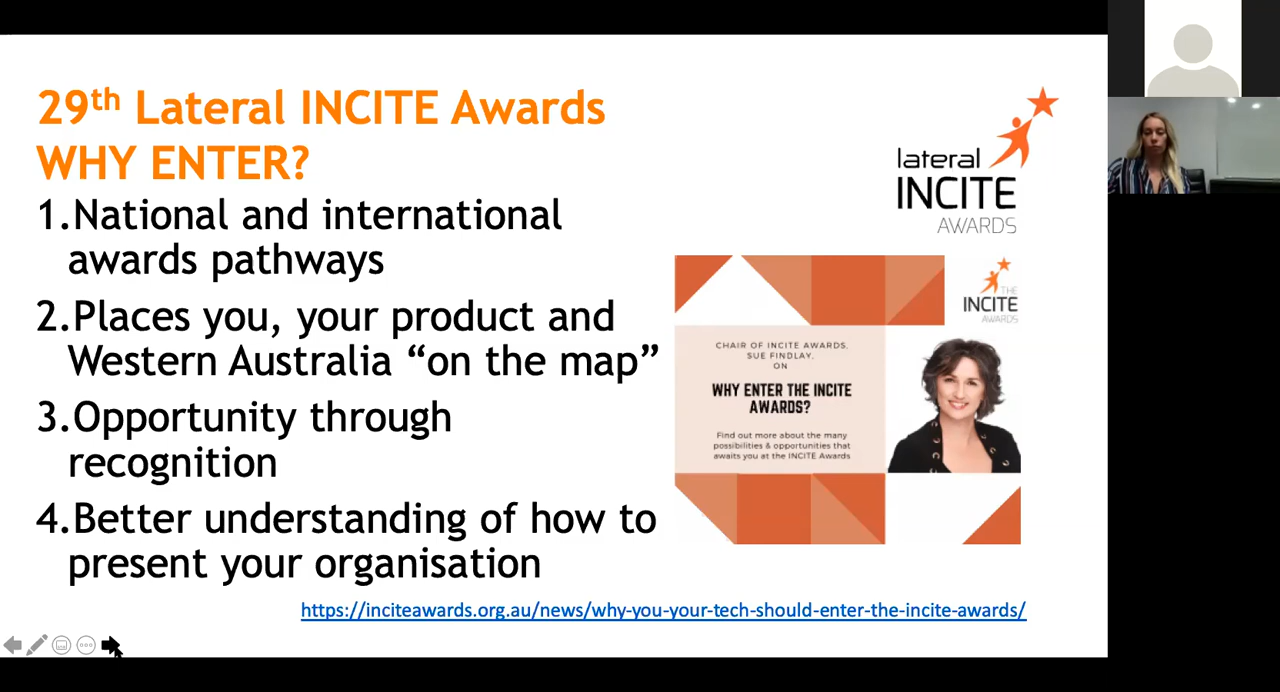 29th Lateral INCITE Awards
WHY ENTER?
1.National and international
awards pathways
2.Places you, your product and
Western Australia “on the map”
3.Opportunity through
recognition
4.Better understanding of how to
present your organisation
lateral
INCITE
AWARDS
THE
INCITE
AWARDS
CHAIR OF INCITE AWARDS,
SUE FINDLAY,
ON
WHY ENTER THE INCITE
AWARDS?
Find out more about the many
possibilities & opportunities that
awaits you at the INCITE Awards
https://inciteawards.org.au/news/why-you-your-tech-should-enter-the-incite-awards/